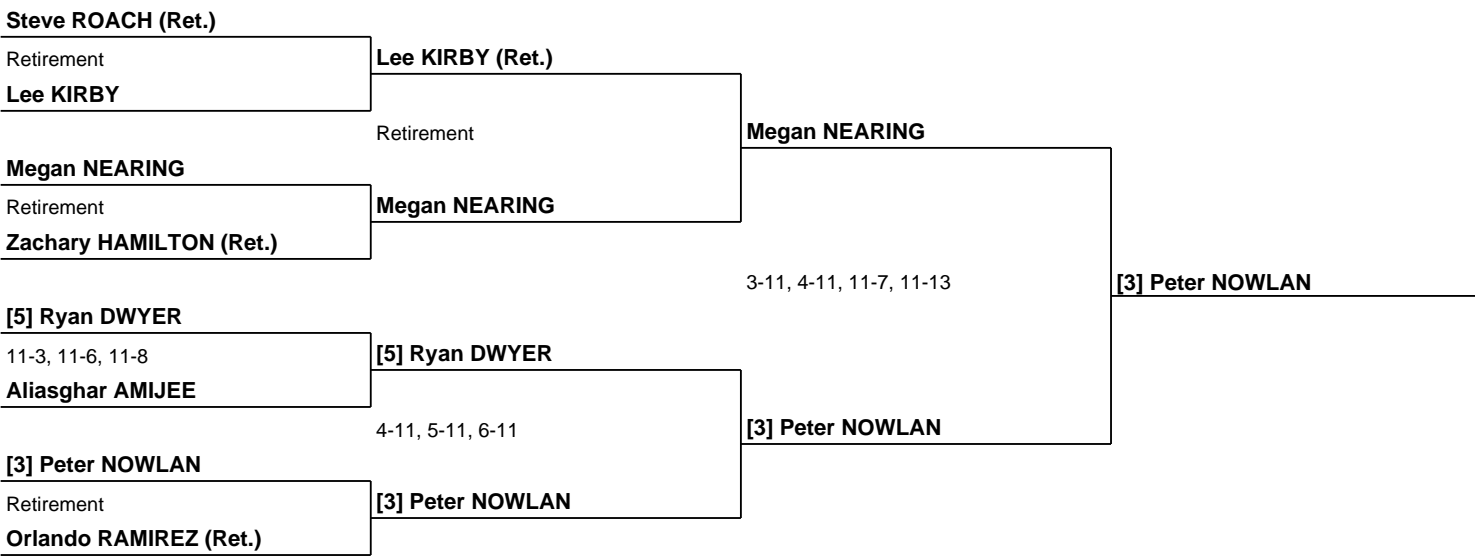 Steve ROACH (Ret.)
Retirement
Lee KIRBY (Ret.)
Lee KIRBY
Retirement
Megan NEARING
Megan NEARING
Retirement
Megan NEARING
Zachary HAMILTON (Ret.)
3-11, 4-11, 11-7, 11-13
[3] Peter NOWLAN
[5] Ryan DWYER
11-3, 11-6, 11-8
[5] Ryan DWYER
Aliasghar AMIJEE
4-11, 5-11, 6-11
[3] Peter NOWLAN
[3] Peter NOWLAN
Retirement
[3] Peter NOWLAN
Orlando RAMIREZ (Ret.)